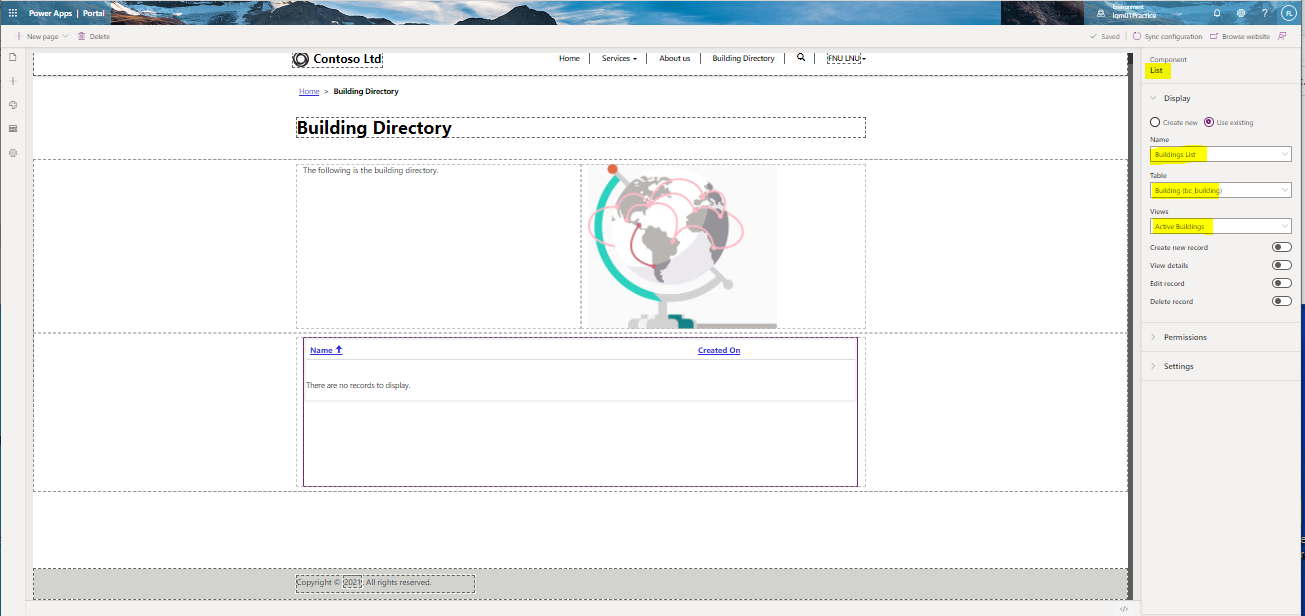 Power Apps | Portal
Environment
lqm01Practice
?
FL
New page
Delete
Saved
Sync configuration
Browse website
Contoso Ltd
Home
Services
About us
Building Directory
FNU LNU
Home > Building Directory
Building Directory
The following is the building directory.
Name
Created On
There are no records to display.
Copyright © 2021. All rights reserved.
</>
Component
List
Display
Create new
Use existing
Name
Buildings List
Table
Building (bc_building)
Views
Active Buildings
Create new record
View details
Edit record
Delete record
Permissions
Settings